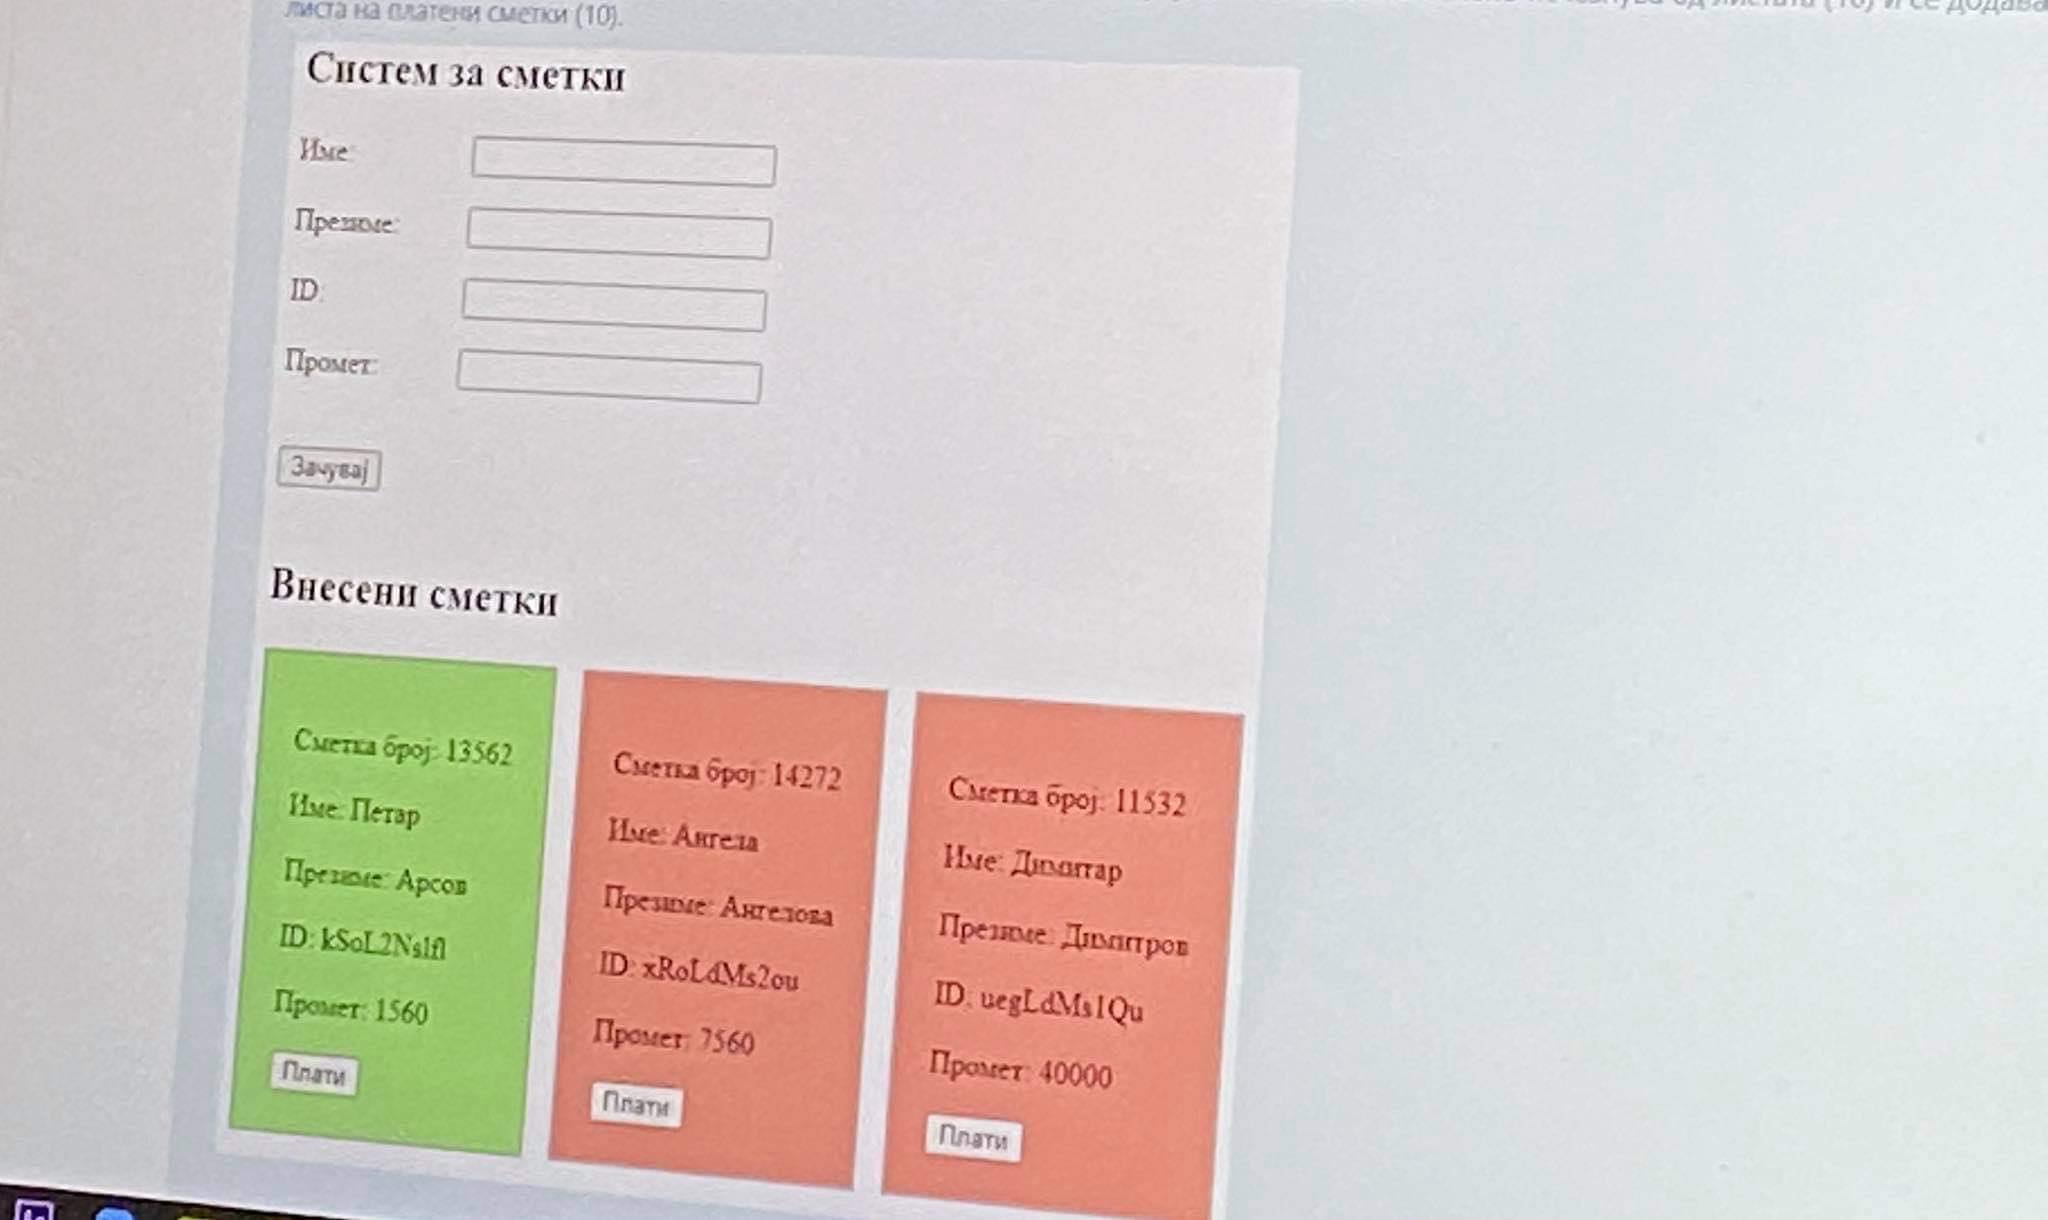 листа на платени сметки (10).
Систем за сметки
Име:
Презиме:
ID:
Промет:
Зачувај
Внесени сметки
Сметка број: 13562
Име: Петар
Презиме: Арсов
ID: kSoL2Ns1fl
Промет: 1560
Плати
Сметка број: 14272
Име: Ангела
Презиме: Ангелова
ID: xRoLdMs2ou
Промет: 7560
Плати
Сметка број: 11532
Име: Димитар
Презиме: Димитров
ID: uegLdMs1Qu
Промет: 40000
Плати